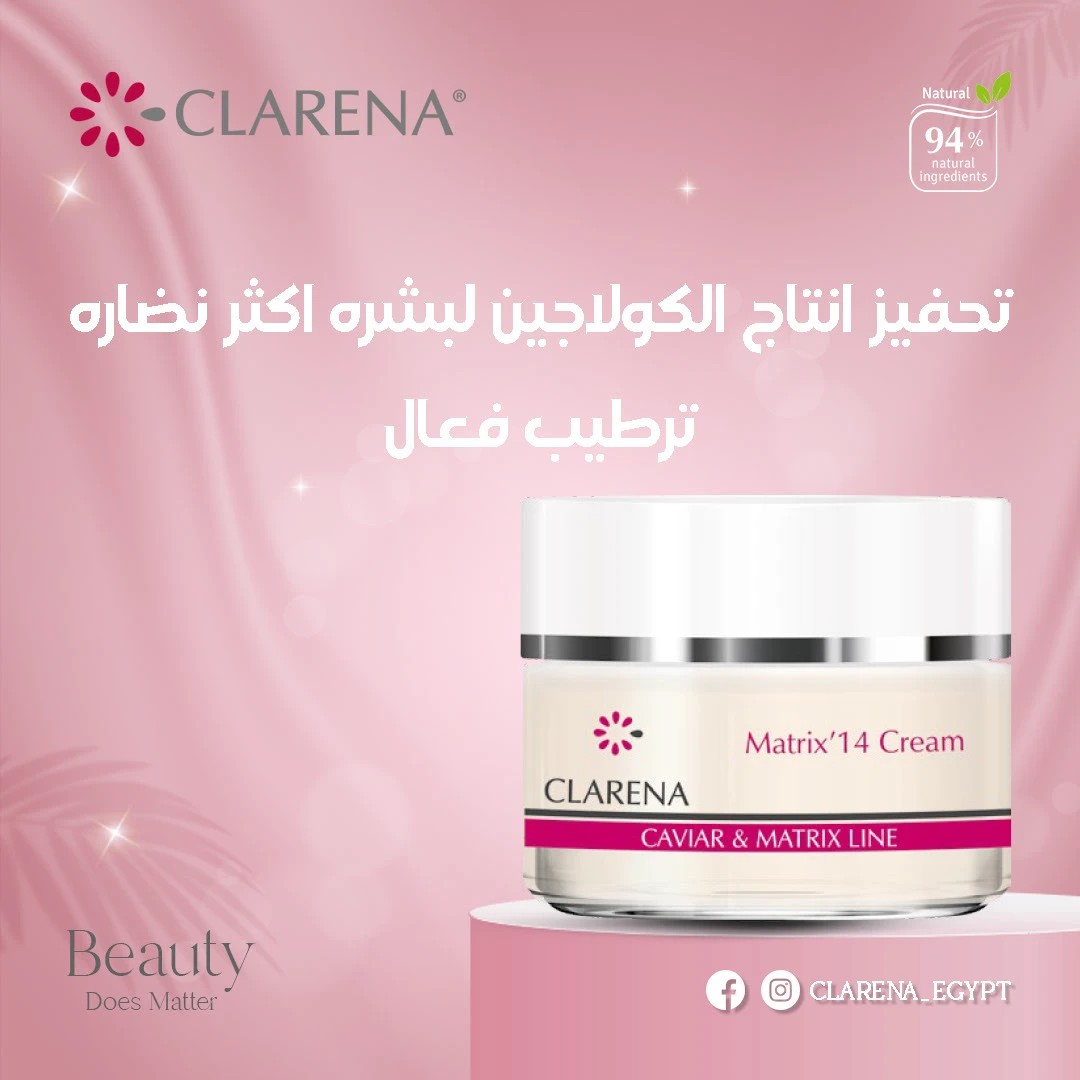 CLARENA®
Natural
94%
natural
ingredients
تحفيز انتاج الكولاجين لبشره اكثر نضاره
ترطيب فعال
Matrix'14 Cream
CLARENA
CAVIAR & MATRIX LINE
Beauty
Does Matter
CLARENA_EGYPT